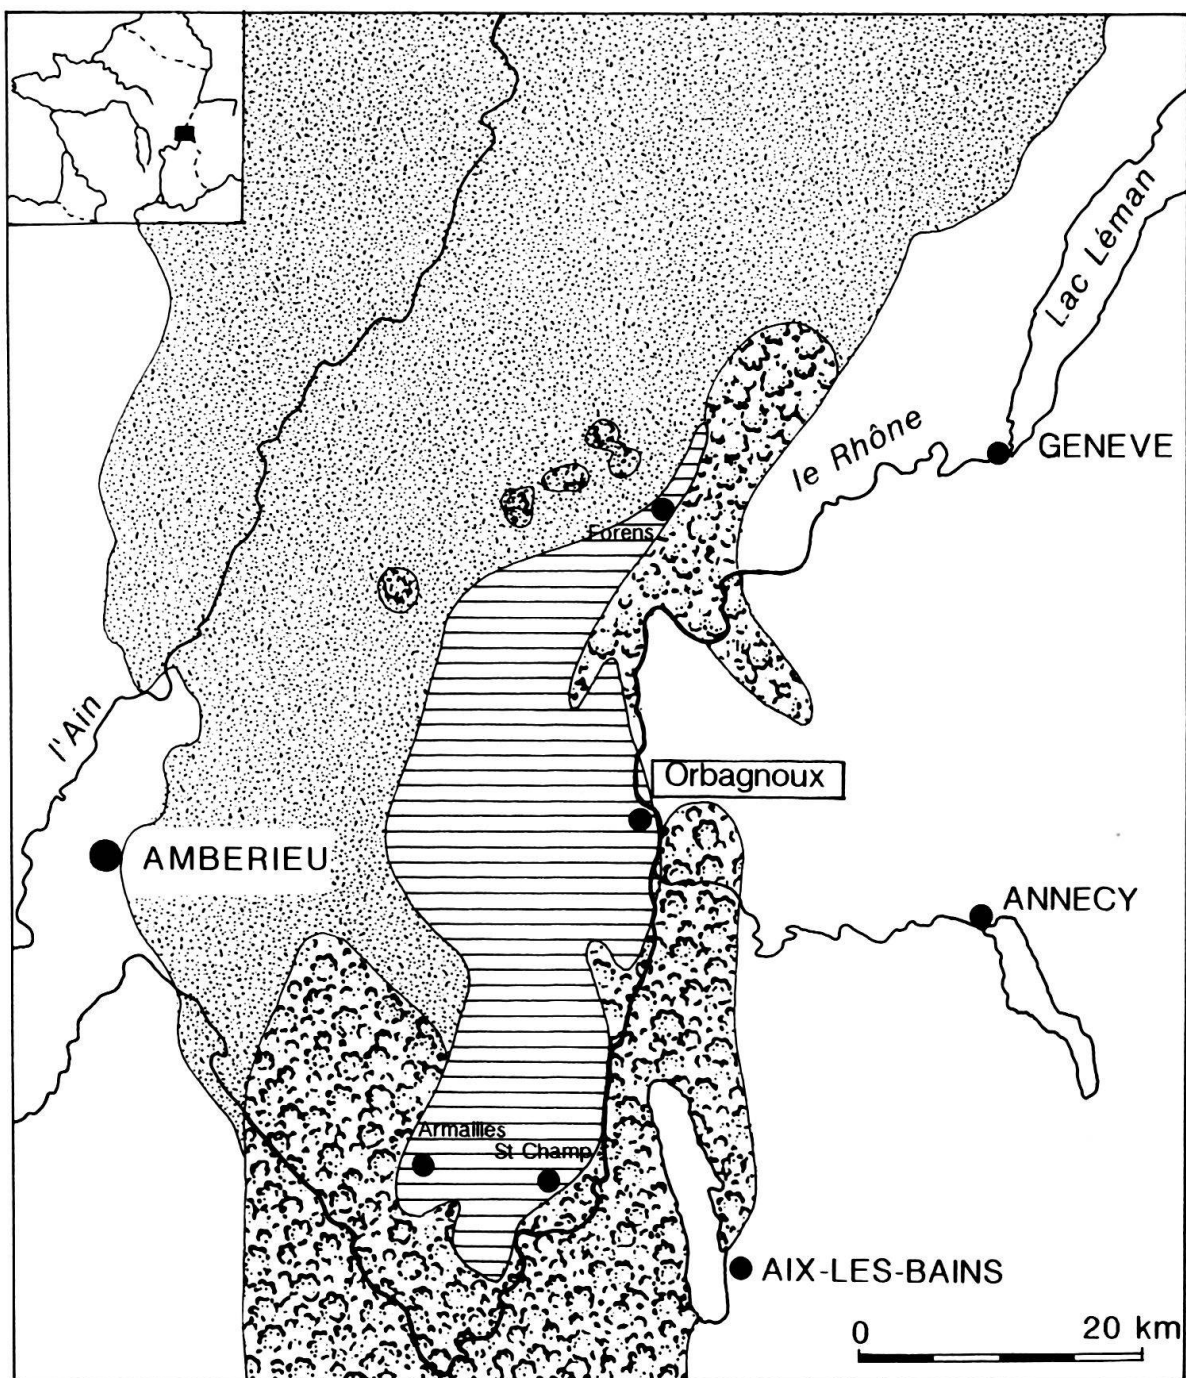 Lac Léman
le Rhône
GENEVE
Forens
l'Ain
Orbagnoux
AMBERIEU
ANNECY
Armailles
St Champ
AIX-LES-BAINS
0 20 km